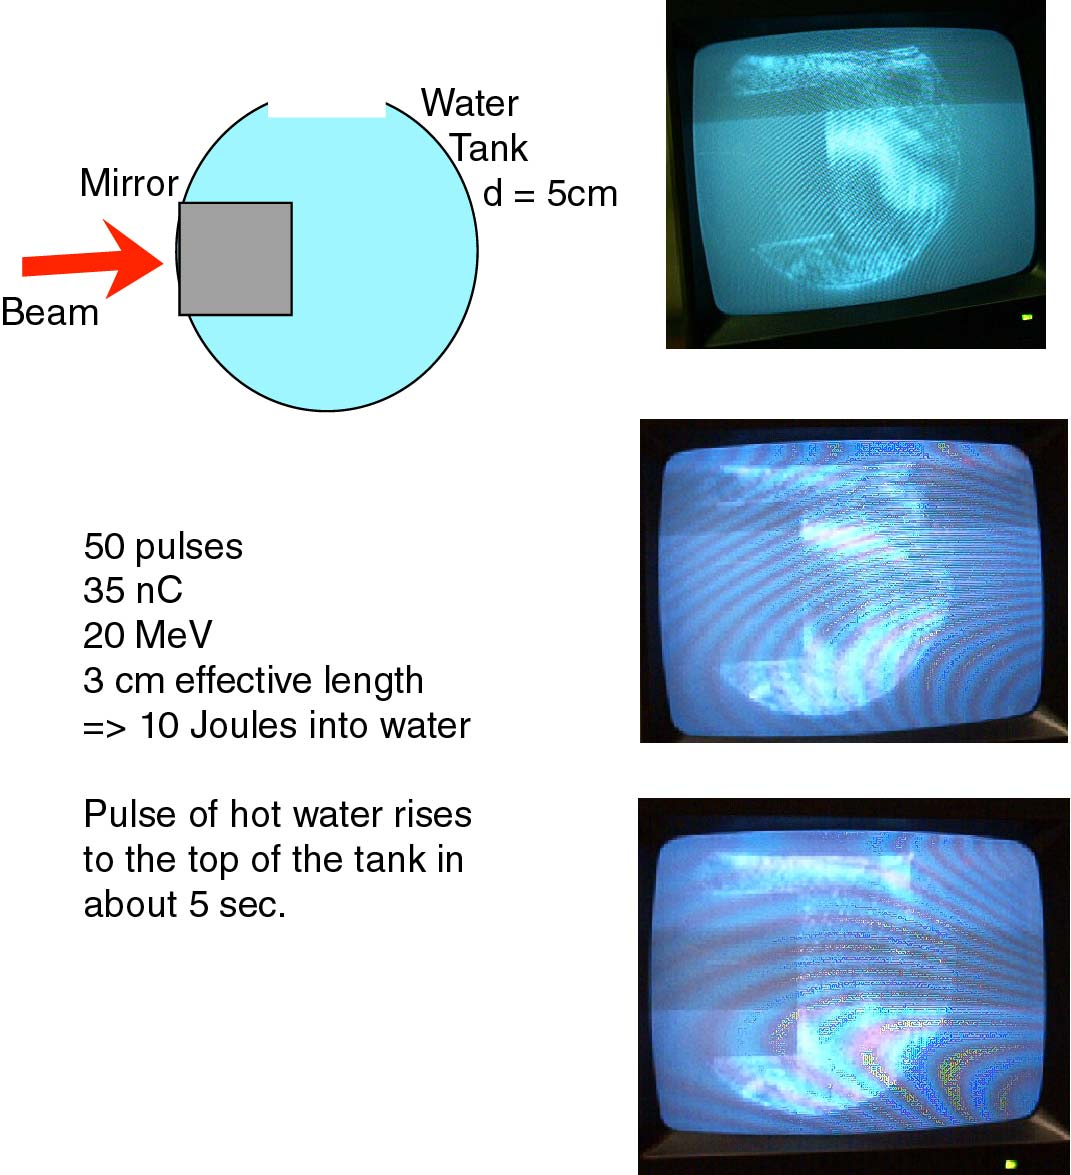 Water
Tank
d = 5cm
Mirror
Beam
50 pulses
35 nC
20 MeV
3 cm effective length
=> 10 Joules into water
Pulse of hot water rises
to the top of the tank in
about 5 sec.